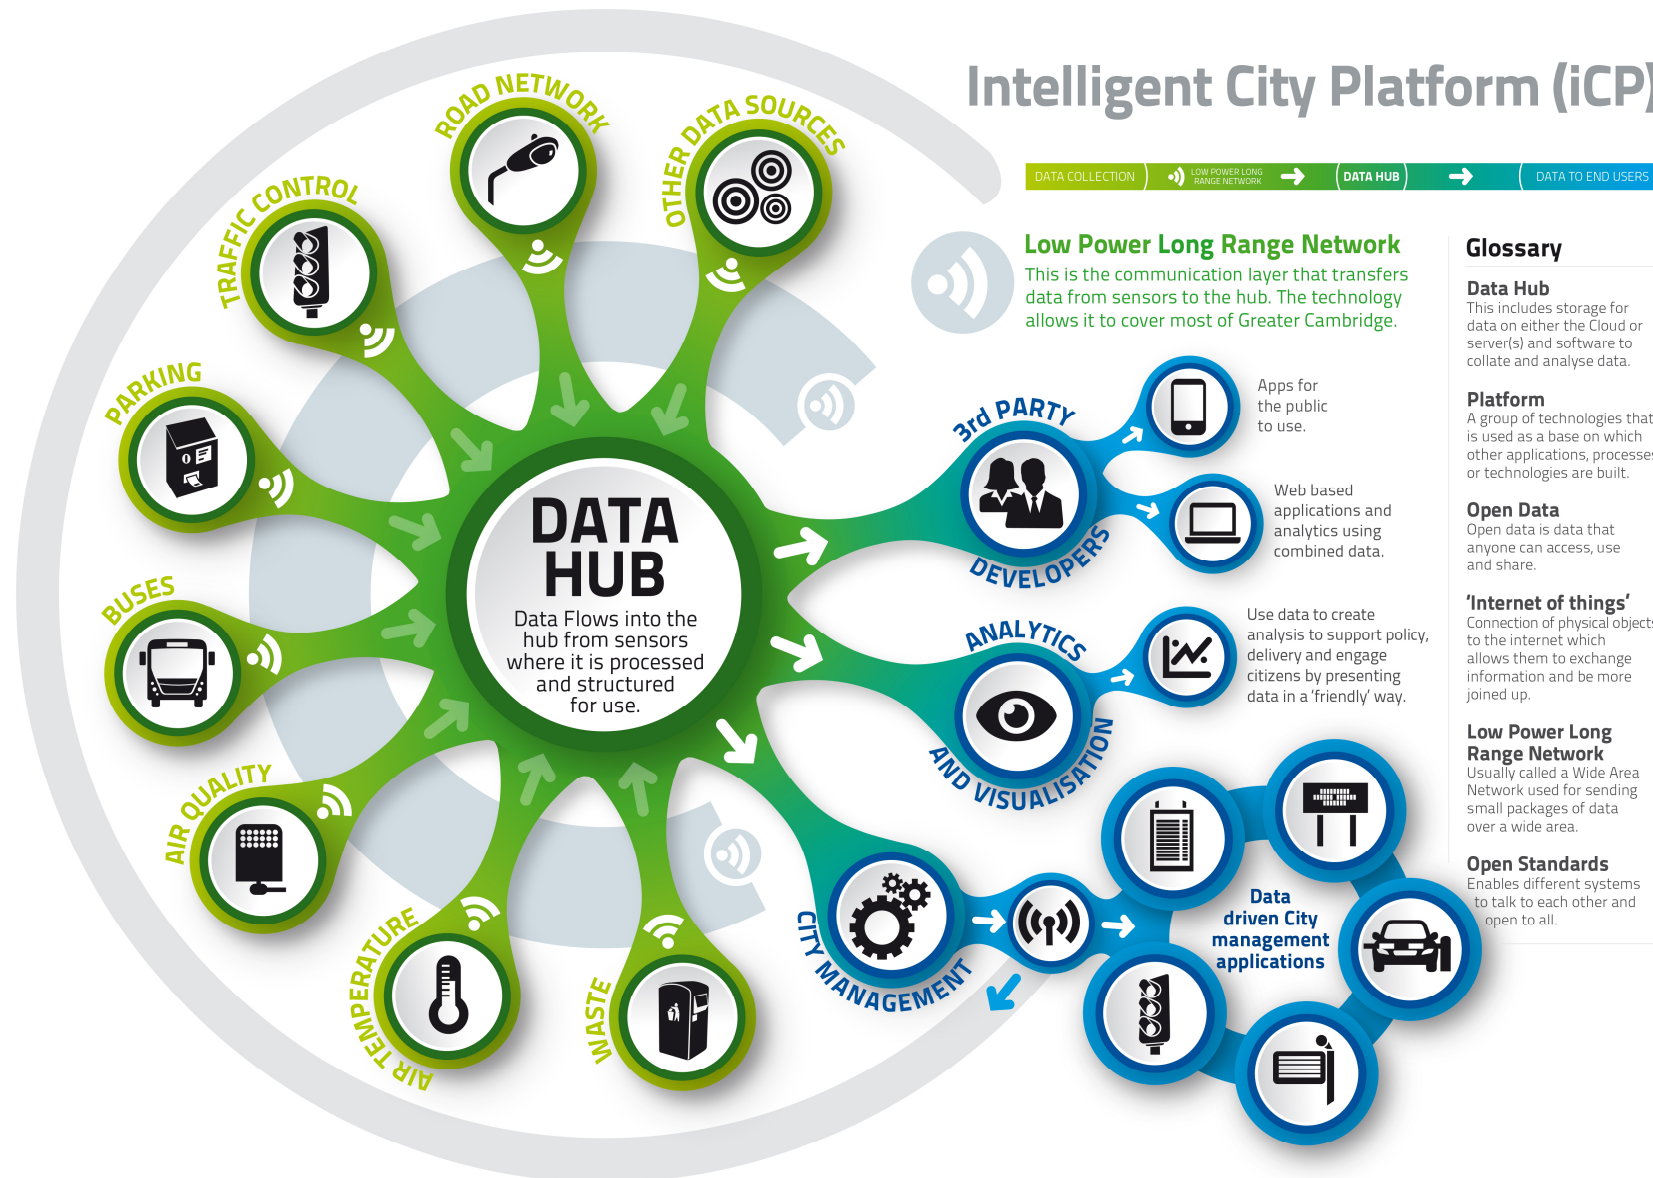 Intelligent City Platform (iCP)
DATA COLLECTION
LOW POWER LONG
RANGE NETWORK
DATA HUB
DATA TO END USERS
ROAD NETWORK
OTHER DATA SOURCES
TRAFFIC CONTROL
PARKING
BUSES
AIR QUALITY
AIR TEMPERATURE
WASTE
DATA
HUB
Data Flows into the
hub from sensors
where it is processed
and structured
for use.
Low Power Long Range Network
This is the communication layer that transfers
data from sensors to the hub. The technology
allows it to cover most of Greater Cambridge.
3rd PARTY
DEVELOPERS
Apps for
the public
to use.
Web based
applications and
analytics using
combined data.
ANALYTICS
AND VISUALISATION
Use data to create
analysis to support policy,
delivery and engage
citizens by presenting
data in a 'friendly' way.
CITY MANAGEMENT
Data
driven City
management
applications
Glossary
Data Hub
This includes storage for
data on either the Cloud or
server(s) and software to
collate and analyse data.
Platform
A group of technologies that
is used as a base on which
other applications, processes
or technologies are built.
Open Data
Open data is data that
anyone can access, use
and share.
'Internet of things'
Connection of physical objects
to the internet which
allows them to exchange
information and be more
joined up.
Low Power Long
Range Network
Usually called a Wide Area
Network used for sending
small packages of data
over a wide area.
Open Standards
Enables different systems
to talk to each other and
open to all.